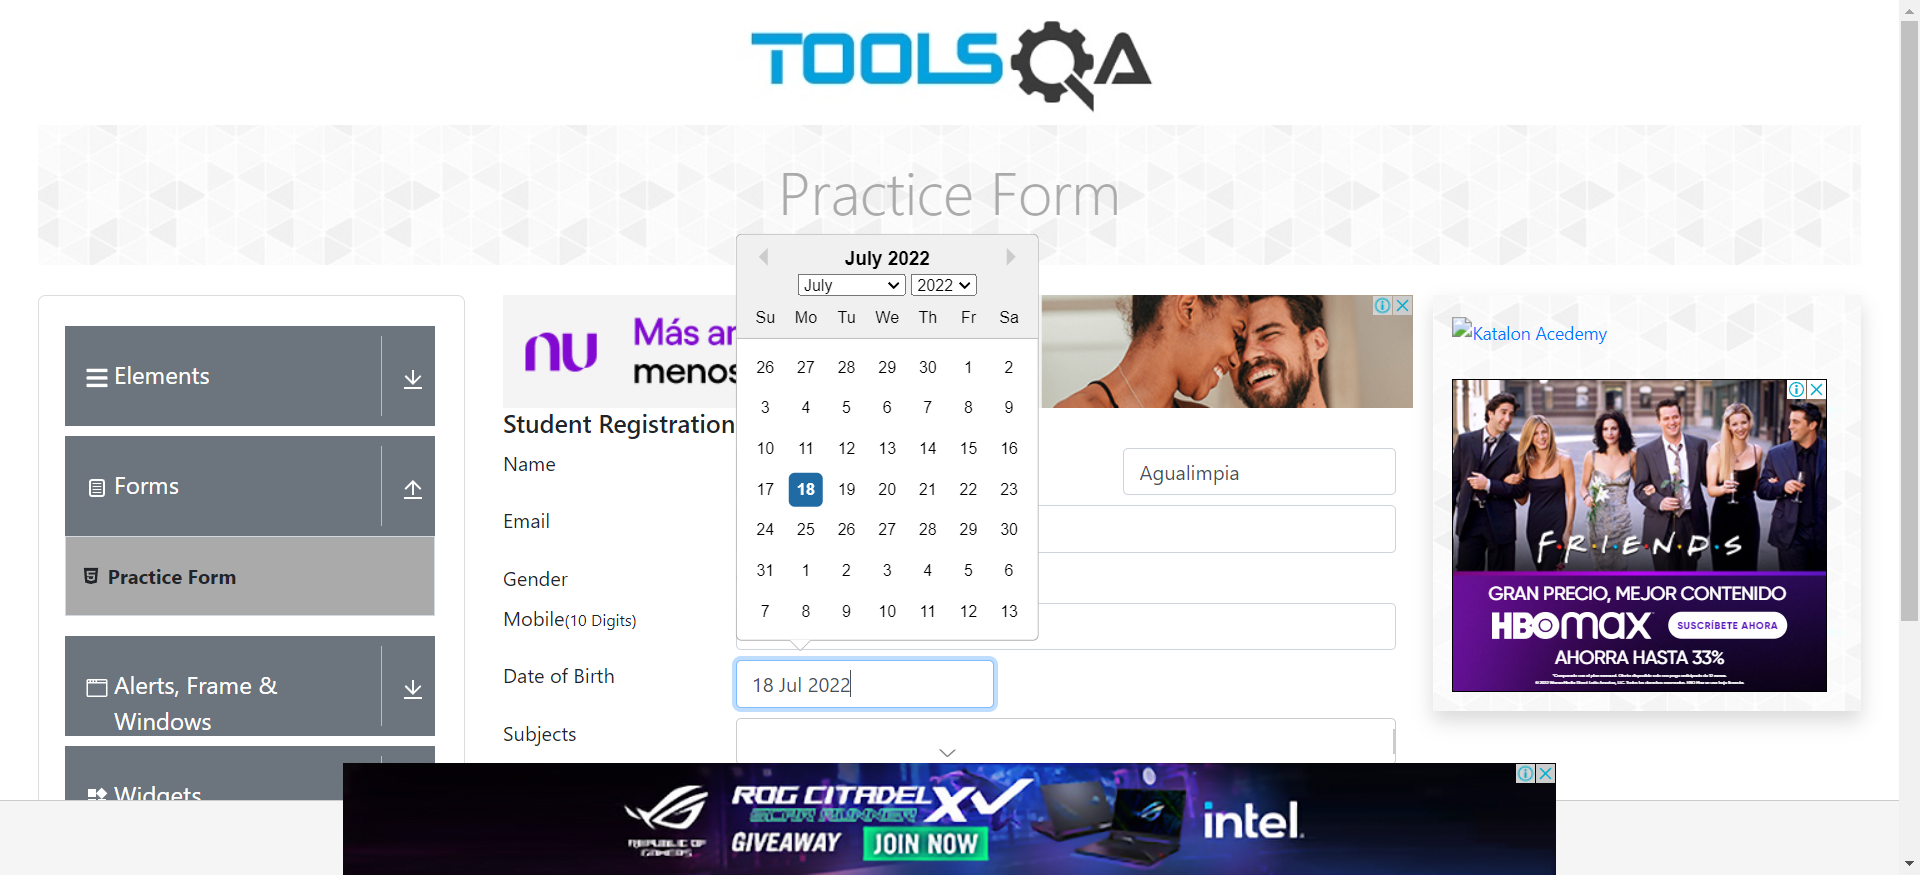 TOOLSQA
Practice Form
July 2022
July 2022
Su Mo Tu We Th Fr Sa
26 27 28 29 30 1 2
3 4 5 6 7 8 9
10 11 12 13 14 15 16
17 18 19 20 21 22 23
24 25 26 27 28 29 30
31 1 2 3 4 5 6
7 8 9 10 11 12 13
Elements
Forms
Practice Form
Alerts, Frame &
Windows
Widgets
nu
Más
menos
Student Registration
Name
Agualimpia
Email
Gender
Mobile(10 Digits)
Date of Birth
18 Jul 2022
Subjects
Katalon Acedemy
F·R·I·E·N·D·S
GRAN PRECIO, MEJOR CONTENIDO
HBOmax
SUSCRÍBETE AHORA
AHORRA HASTA 33%
REPUBLIC OF
GAMERS
ROG CITADEL XV
GIVEAWAY
JOIN NOW
intel.